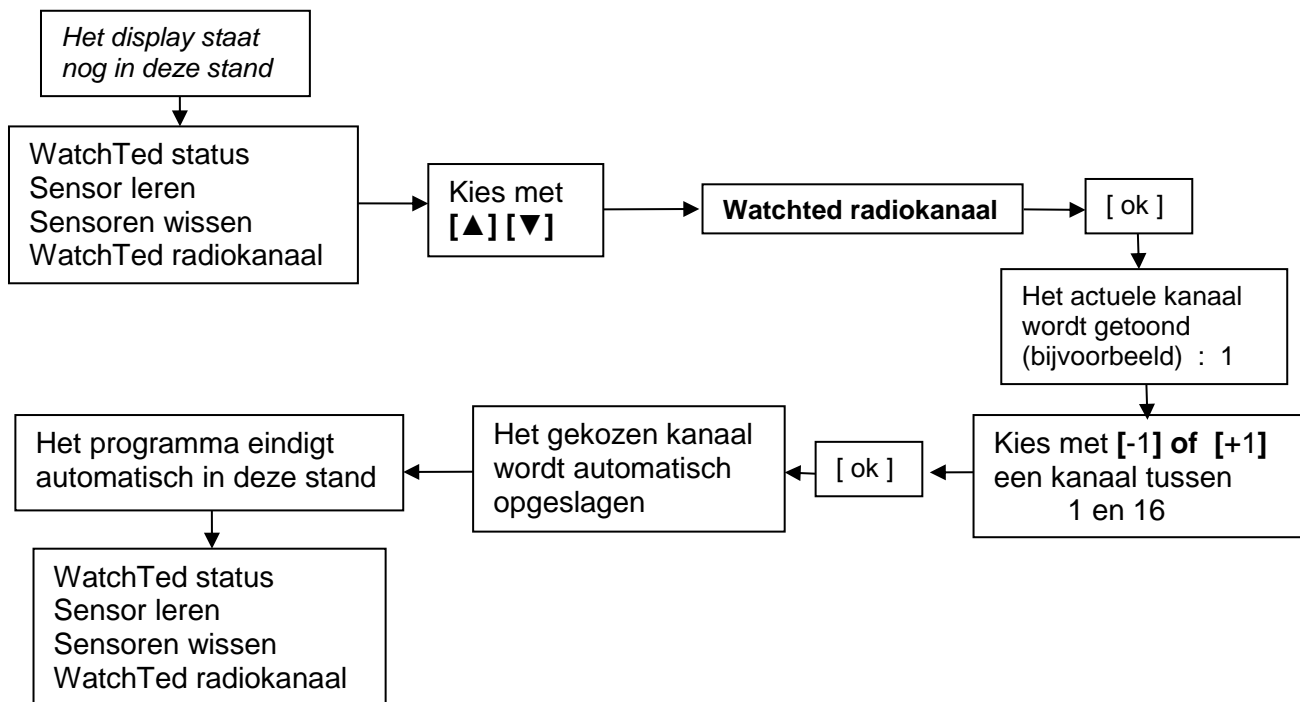 Het display staat
nog in deze stand
WatchTed status
Sensor leren
Sensoren wissen
WatchTed radiokanaal
Kies met
[▲] [▼]
Watchted radiokanaal
[ ok ]
Het actuele kanaal
wordt getoond
(bijvoorbeeld) : 1
Kies met [-1] of [+1]
een kanaal tussen
1 en 16
[ ok ]
Het gekozen kanaal
wordt automatisch
opgeslagen
Het programma eindigt
automatisch in deze stand
WatchTed status
Sensor leren
Sensoren wissen
WatchTed radiokanaal